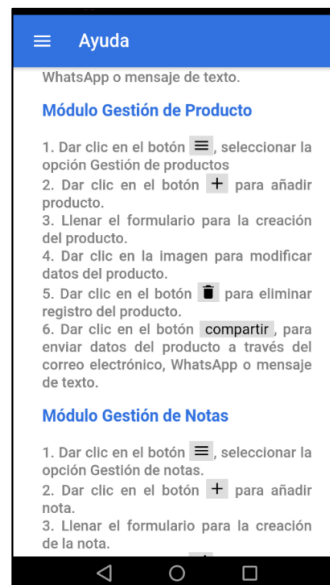 Ayuda
WhatsApp o mensaje de texto.
Módulo Gestión de Producto
1. Dar clic en el botón ≡, seleccionar la
opción Gestión de productos
2. Dar clic en el botón + para añadir
producto.
3. Llenar el formulario para la creación
del producto.
4. Dar clic en la imagen para modificar
datos del producto.
5. Dar clic en el botón para eliminar
registro del producto.
6. Dar clic en el botón compartir, para
enviar datos del producto a través del
correo electrónico, WhatsApp o mensaje
de texto.
Módulo Gestión de Notas
1. Dar clic en el botón ≡, seleccionar la
opción Gestión de notas.
2. Dar clic en el botón + para añadir
nota.
3. Llenar el formulario para la creación
de la nota.